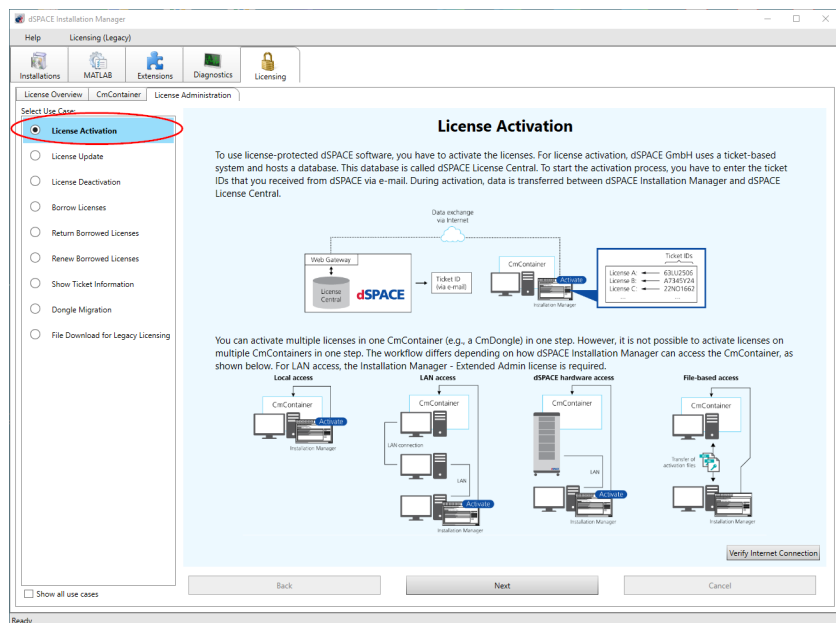 dSPACE Installation Manager
Help Licensing (Legacy)
Installations MATLAB Extensions Diagnostics Licensing
License Overview CmContainer License Administration
Select Use Case:
License Activation
License Update
License Deactivation
Borrow Licenses
Return Borrowed Licenses
Renew Borrowed Licenses
Show Ticket Information
Dongle Migration
File Download for Legacy Licensing
Show all use cases
License Activation
To use license-protected dSPACE software, you have to activate the licenses. For license activation, dSPACE GmbH uses a ticket-based
system and hosts a database. This database is called dSPACE License Central. To start the activation process, you have to enter the ticket
IDs that you received from dSPACE via e-mail. During activation, data is transferred between dSPACE Installation Manager and dSPACE
License Central.
Data exchange
via Internet
Web Gateway
License
Central
dSPACE
Ticket ID
(via e-mail)
CmContainer
Activate
Installation Manager
Ticket IDs
License A: 63LU2506
License B: A7345Y24
License C: 22NO1662
... ...
You can activate multiple licenses in one CmContainer (e.g., a CmDongle) in one step. However, it is not possible to activate licenses on
multiple CmContainers in one step. The workflow differs depending on how dSPACE Installation Manager can access the CmContainer, as
shown below. For LAN access, the Installation Manager - Extended Admin license is required.
Local access
CmContainer
Activate
Installation Manager
LAN access
CmContainer
LAN connection
LAN
Activate
Installation Manager
dSPACE hardware access
CmContainer
LAN
Activate
Installation Manager
File-based access
CmContainer
Transfer of
activation files
Installation Manager
Verify Internet Connection
Back Next Cancel
Ready